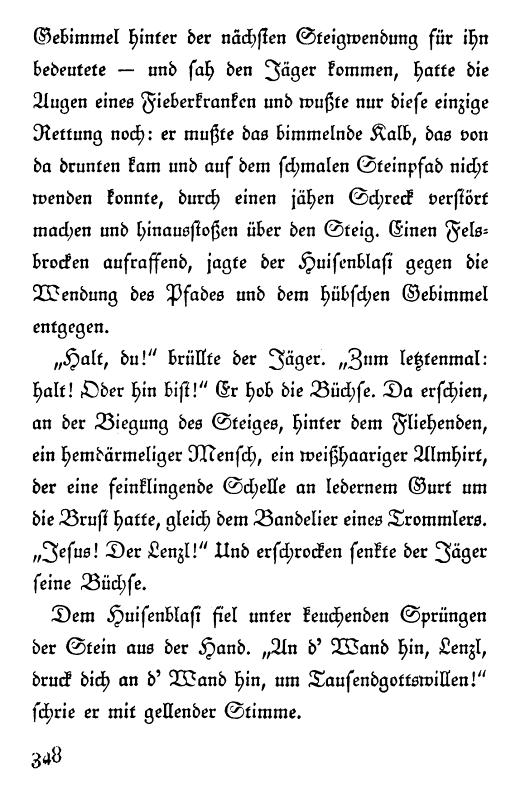 Gebimmel hinter der nächsten Steigwendung für ihn
bedeutete — und sah den Jäger kommen, hatte die
Augen eines Fieberkranken und wußte nur diese einzige
Rettung noch: er mußte das bimmelnde Kalb, das von
da drunten kam und auf dem schmalen Steinpfad nicht
wenden konnte, durch einen jähen Schreck verstört
machen und hinausstoßen über den Steig. Einen Fels-
brocken aufraffend, jagte der Huisenblasi gegen die
Wendung des Pfades und dem hübschen Gebimmel
entgegen.
„Halt, du!“ brüllte der Jäger. „Zum letztenmal:
halt! Oder hin bist!“ Er hob die Büchse. Da erschien,
an der Biegung des Steiges, hinter dem Fliehenden,
ein hemdärmeliger Mensch, ein weißhaariger Almhirt,
der eine feinklingende Schelle an ledernem Gurt um
die Brust hatte, gleich dem Bandelier eines Trommlers.
„Jesus! Der Lenzl!“ Und erschrocken senkte der Jäger
seine Büchse.
Dem Huisenblasi fiel unter keuchenden Sprüngen
der Stein aus der Hand. „An d’ Wand hin, Lenzl,
druck dich an d’ Wand hin, um Tausendgottswillen!“
schrie er mit gellender Stimme.
348